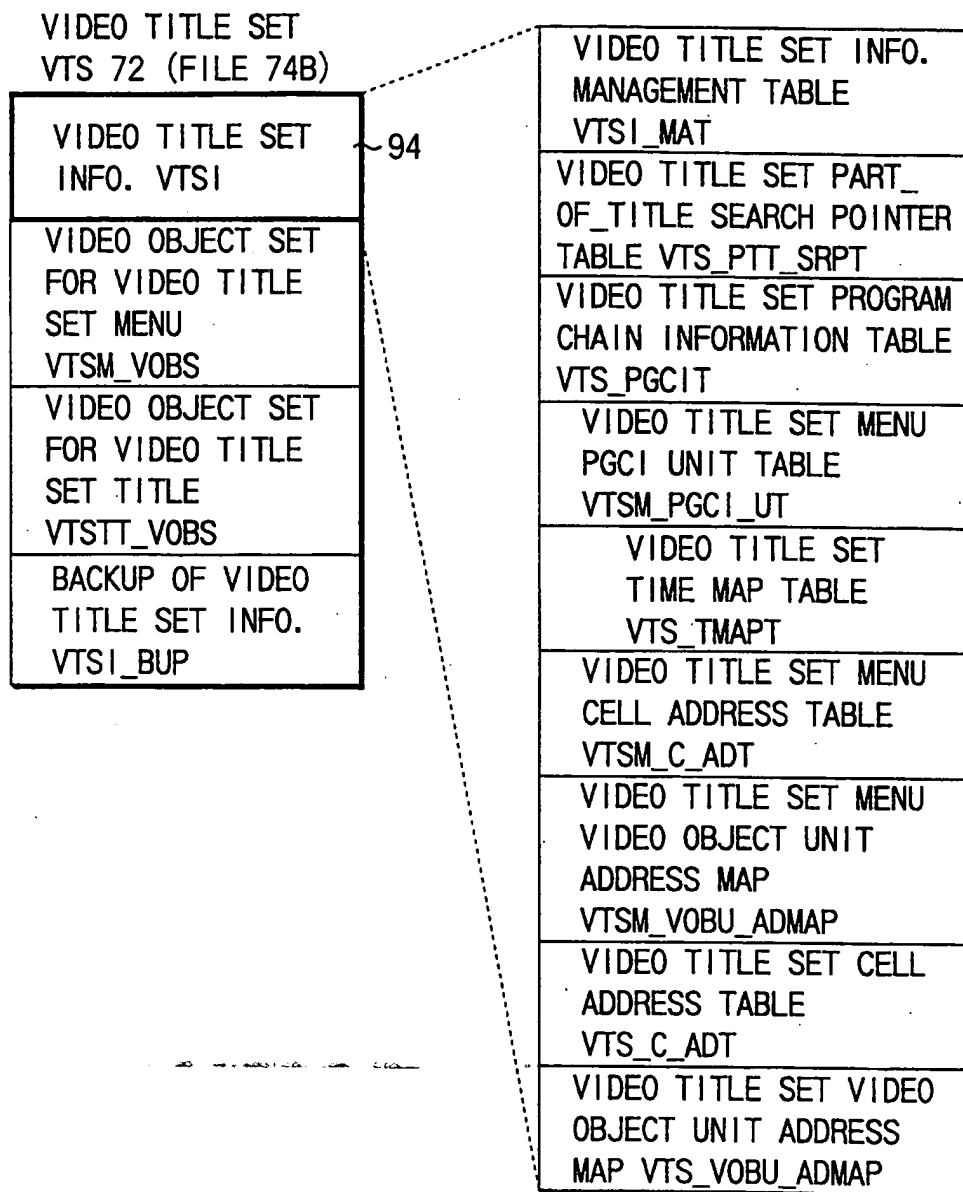 VIDEO TITLE SET
VTS 72 (FILE 74B)
VIDEO TITLE SET
INFO. VTSI
94
VIDEO OBJECT SET
FOR VIDEO TITLE
SET MENU
VTSM_VOBS
VIDEO OBJECT SET
FOR VIDEO TITLE
SET TITLE
VTSTT_VOBS
BACKUP OF VIDEO
TITLE SET INFO.
VTSI_BUP
VIDEO TITLE SET INFO.
MANAGEMENT TABLE
VTSI_MAT
VIDEO TITLE SET PART_
OF_TITLE SEARCH POINTER
TABLE VTS_PTT_SRPT
VIDEO TITLE SET PROGRAM
CHAIN INFORMATION TABLE
VTS_PGCIT
VIDEO TITLE SET MENU
PGCI UNIT TABLE
VTSM_PGCI_UT
VIDEO TITLE SET
TIME MAP TABLE
VTS_TMAPT
VIDEO TITLE SET MENU
CELL ADDRESS TABLE
VTSM_C_ADT
VIDEO TITLE SET MENU
VIDEO OBJECT UNIT
ADDRESS MAP
VTSM_VOBU_ADMAP
VIDEO TITLE SET CELL
ADDRESS TABLE
VTS_C_ADT
VIDEO TITLE SET VIDEO
OBJECT UNIT ADDRESS
MAP VTS_VOBU_ADMAP